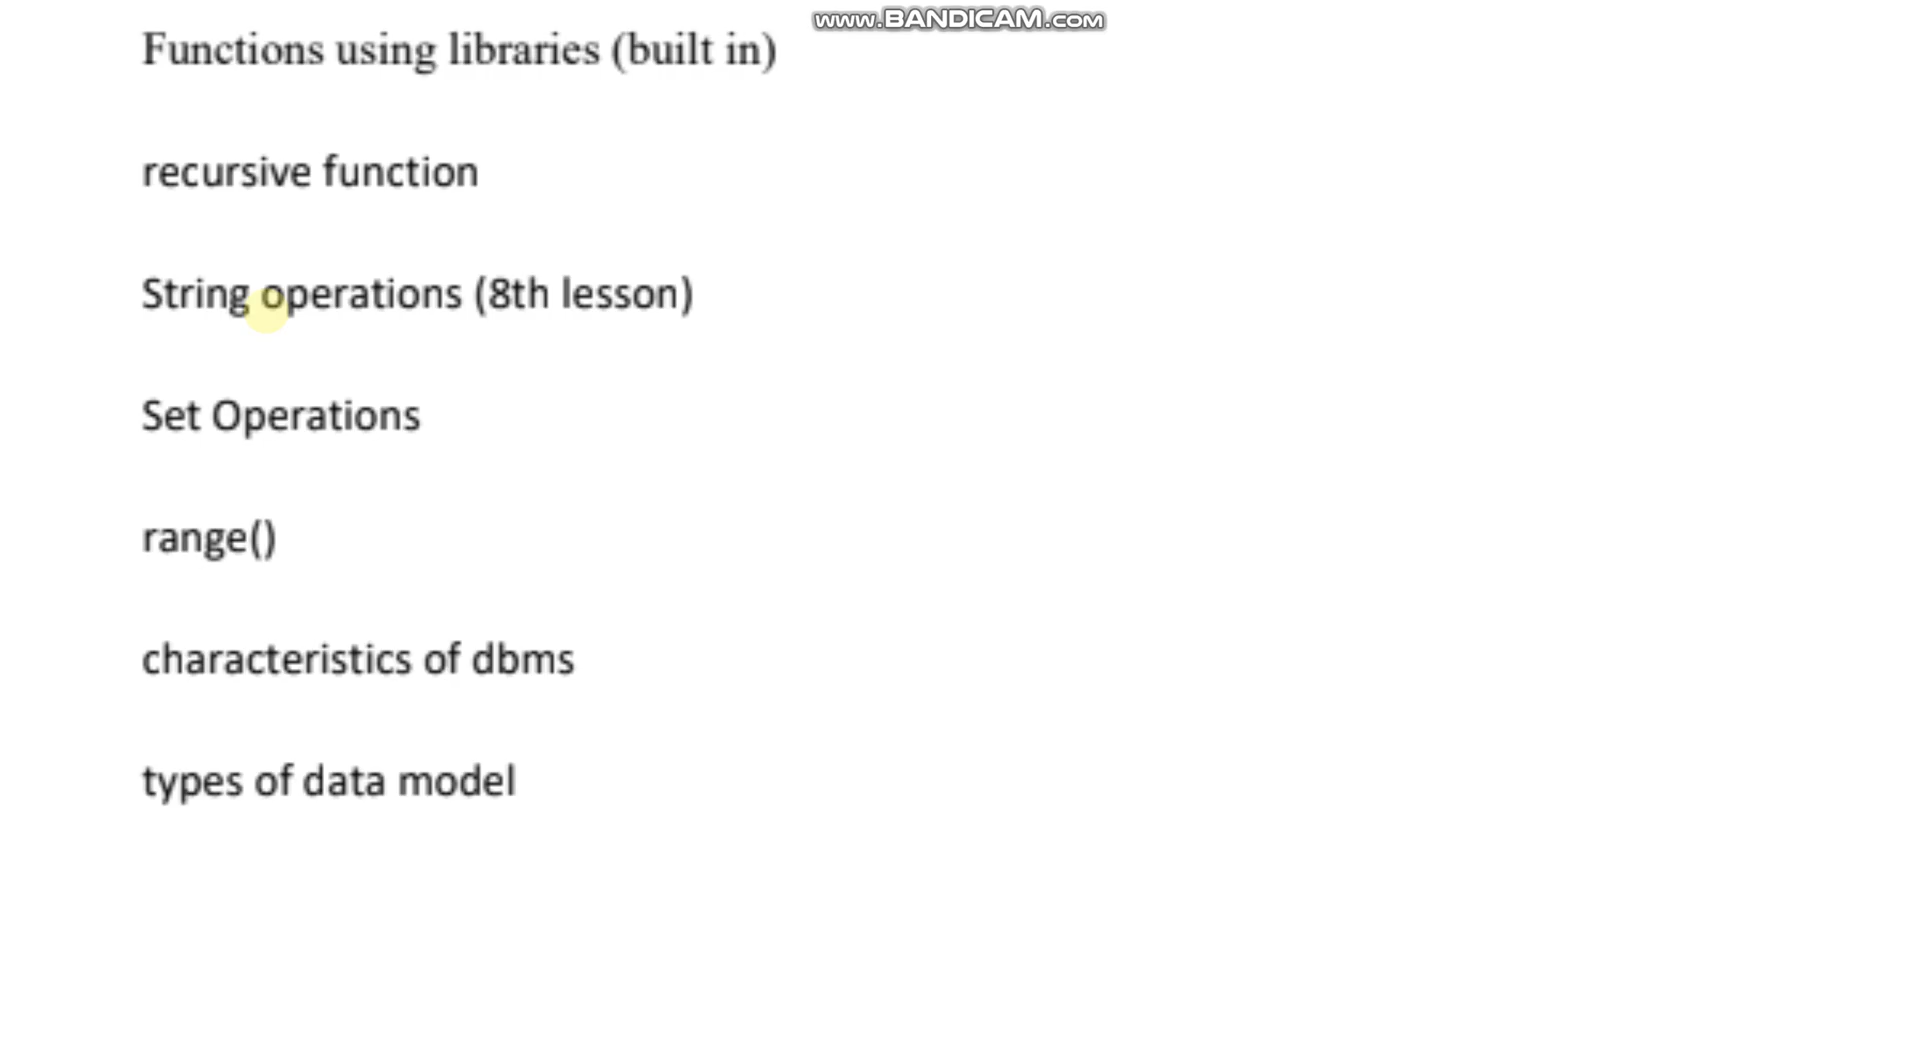 www.BANDICAM.com
Functions using libraries (built in)
recursive function
String operations (8th lesson)
Set Operations
range()
characteristics of dbms
types of data model